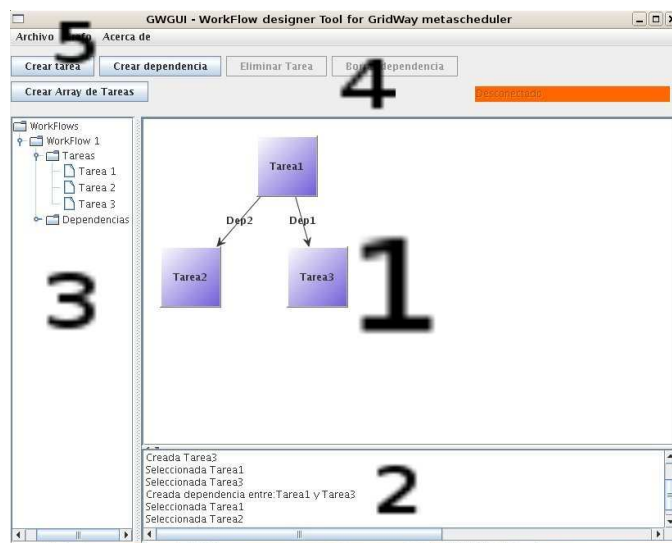 GWGUI - WorkFlow designer Tool for GridWay metascheduler
Archivo Acerca de
5
Crear tarea Crear dependencia Eliminar Tarea dependencia
4
Crear Array de Tareas
Desconectado
WorkFlows
WorkFlow 1
Tareas
Tarea 1
Tarea 2
Tarea 3
Dependencias
3
Tarea1
Dep2 Dep1
Tarea2 Tarea3
1
Creada Tarea3
Seleccionada Tarea1
Seleccionada Tarea3
Creada dependencia entre:Tarea1 y Tarea3
Seleccionada Tarea1
Seleccionada Tarea2
2